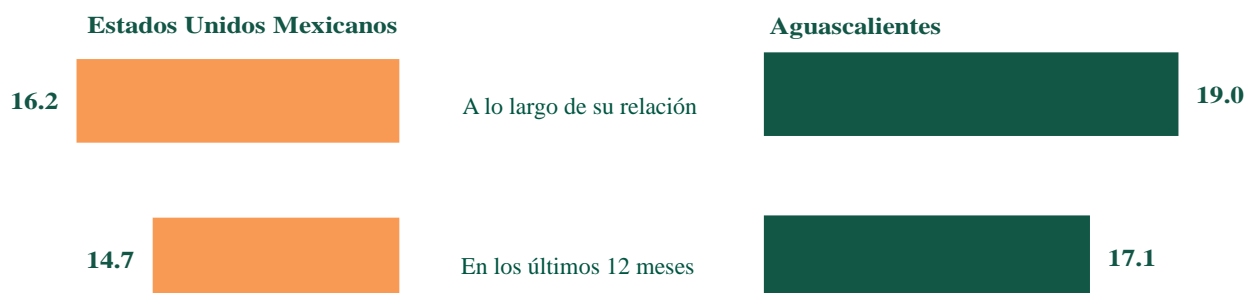 Estados Unidos Mexicanos
Aguascalientes
16.2
A lo largo de su relación
19.0
14.7
En los últimos 12 meses
17.1